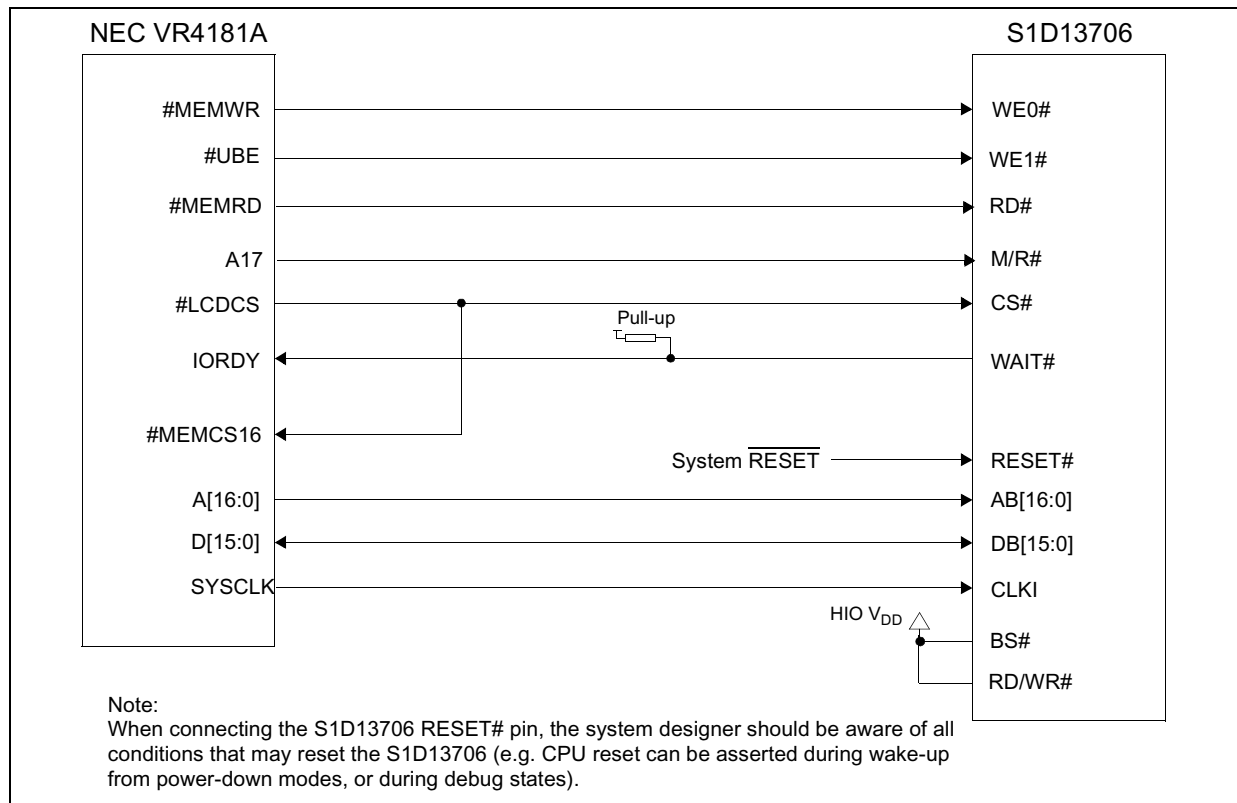 NEC VR4181A
S1D13706
#MEMWR
WE0#
#UBE
WE1#
#MEMRD
RD#
A17
M/R#
#LCDCS
CS#
Pull-up
IORDY
WAIT#
#MEMCS16
System RESET
RESET#
A[16:0]
AB[16:0]
D[15:0]
DB[15:0]
SYSCLK
CLKI
HIO VDD
BS#
RD/WR#
Note:
When connecting the S1D13706 RESET# pin, the system designer should be aware of all
conditions that may reset the S1D13706 (e.g. CPU reset can be asserted during wake-up
from power-down modes, or during debug states).